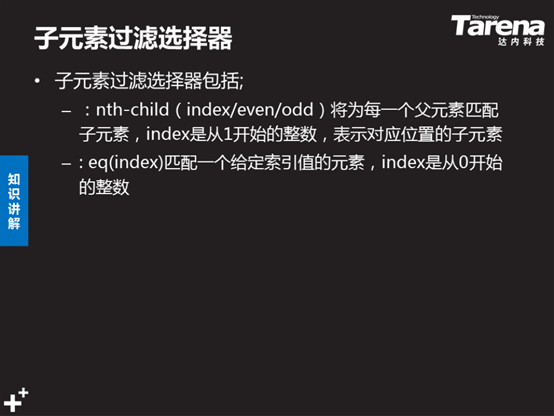 子元素过滤选择器
Technology
Tarena
达内科技
• 子元素过滤选择器包括;
– ：nth-child（index/even/odd）将为每一个父元素匹配
子元素，index是从1开始的整数，表示对应位置的子元素
– : eq(index)匹配一个给定索引值的元素，index是从0开始
的整数
知识讲解